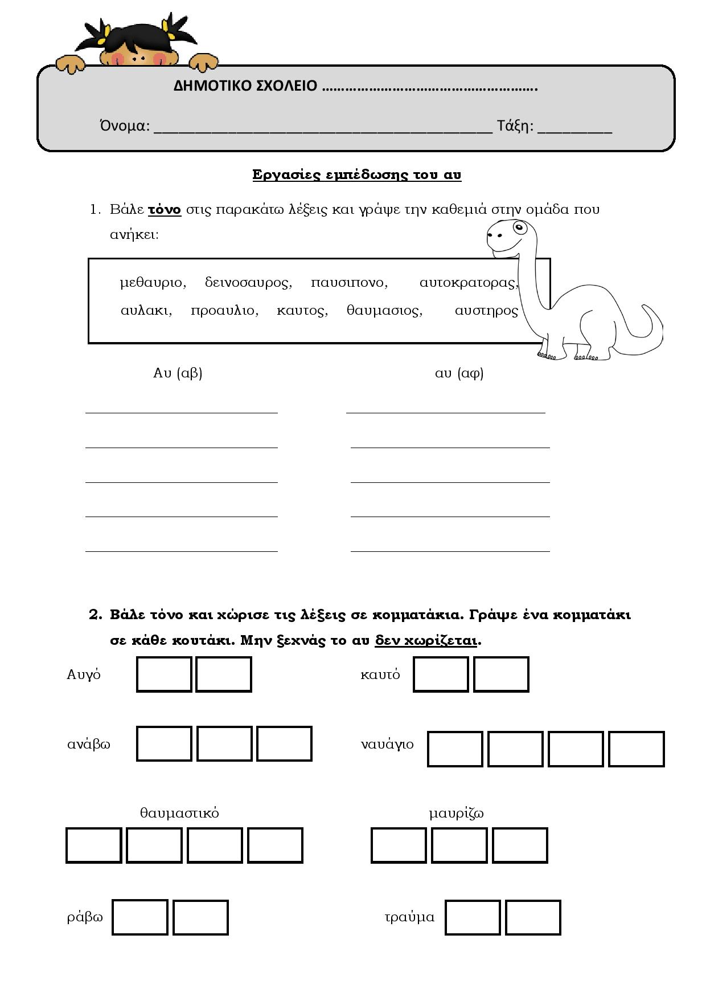 ΔΗΜΟΤΙΚΟ ΣΧΟΛΕΙΟ ……………………………………………….
Όνομα: _________________________________________ Τάξη: _________
Εργασίες εμπέδωσης του αυ
1. Βάλε τόνο στις παρακάτω λέξεις και γράψε την καθεμιά στην ομάδα που
ανήκει:
μεθαυριο, δεινοσαυρος, παυσιπονο, αυτοκρατορας,
αυλακι, προαυλιο, καυτος, θαυμασιος, αυστηρος
Αυ (αβ) αυ (αφ)
2. Βάλε τόνο και χώρισε τις λέξεις σε κομματάκια. Γράψε ένα κομματάκι
σε κάθε κουτάκι. Μην ξεχνάς το αυ δεν χωρίζεται.
Αυγό καυτό
ανάβω ναυάγιο
θαυμαστικό μαυρίζω
ράβω τραύμα